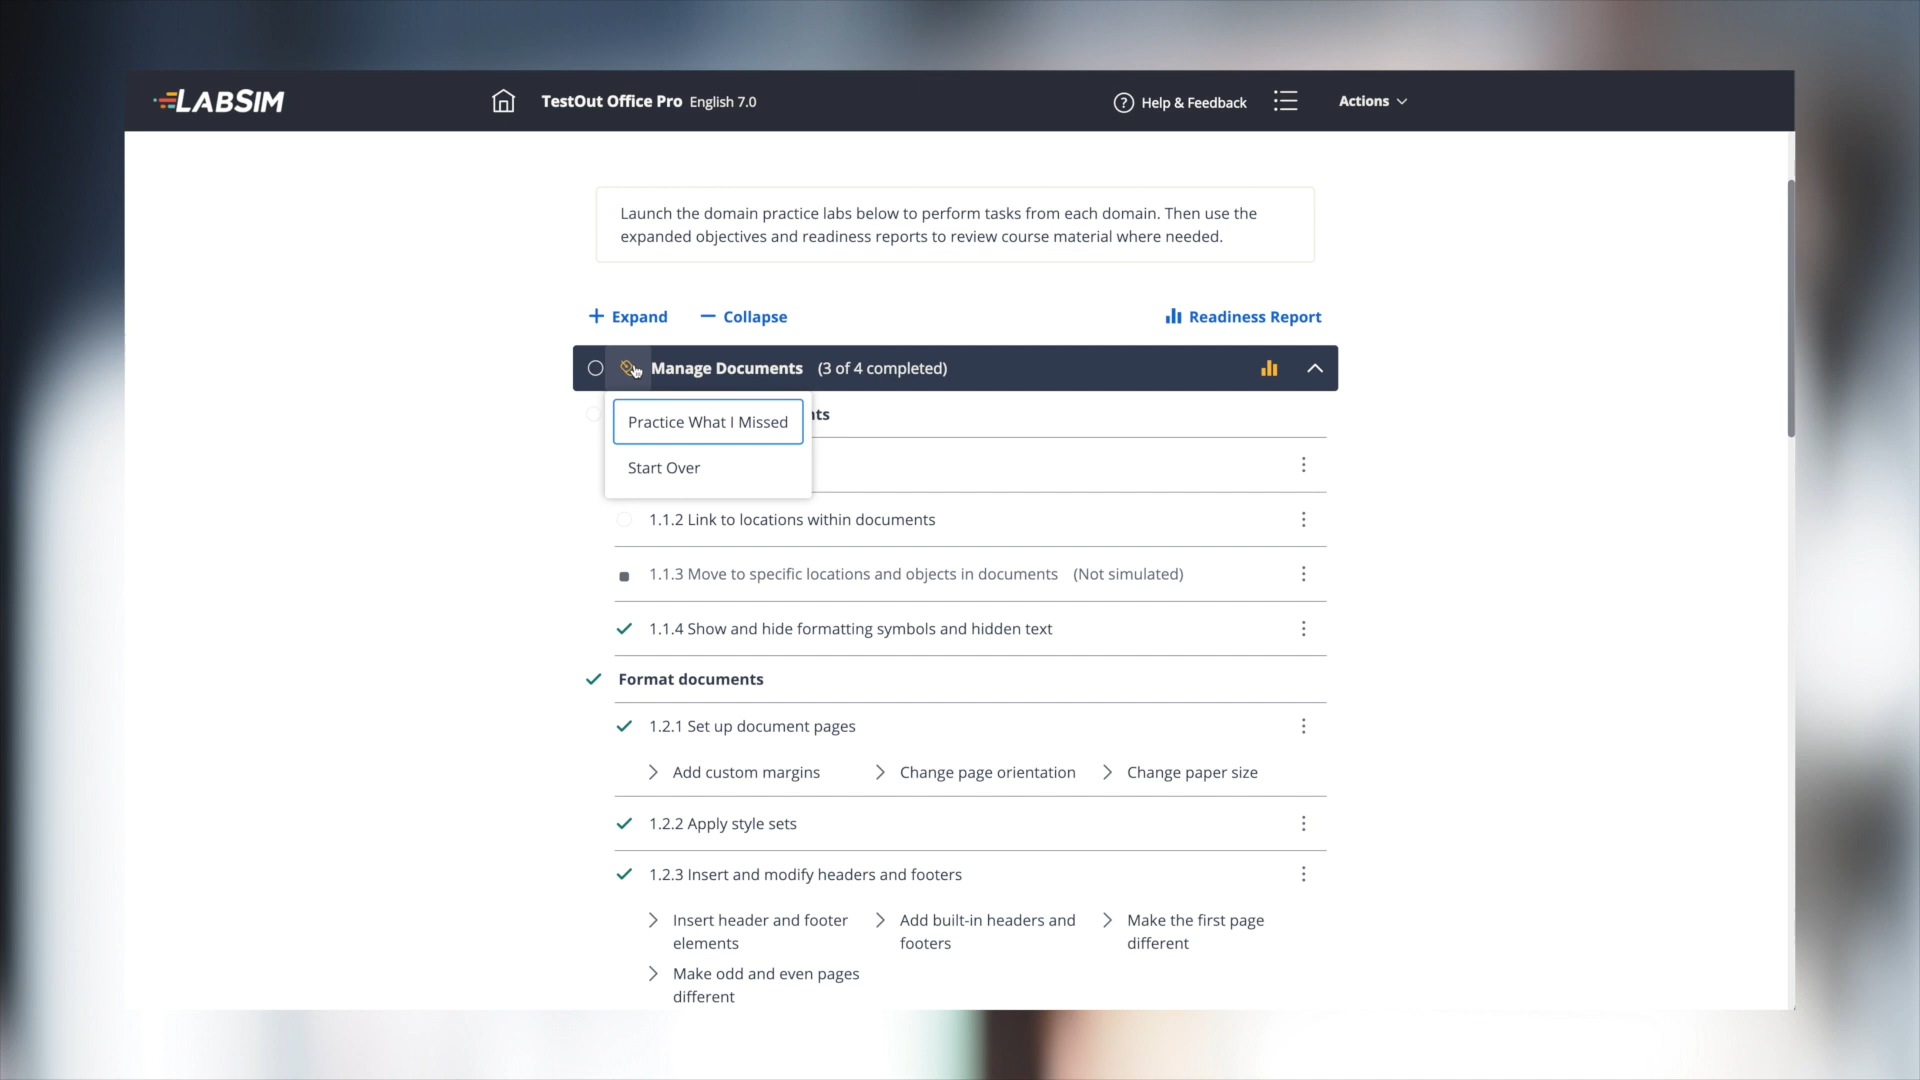 LABSIM
TestOut Office Pro English 7.0
Help & Feedback
Actions
Launch the domain practice labs below to perform tasks from each domain. Then use the
expanded objectives and readiness reports to review course material where needed.
Expand
Collapse
Readiness Report
Manage Documents (3 of 4 completed)
Practice What I Missed
nts
Start Over
1.1.2 Link to locations within documents
1.1.3 Move to specific locations and objects in documents (Not simulated)
1.1.4 Show and hide formatting symbols and hidden text
Format documents
1.2.1 Set up document pages
Add custom margins
Change page orientation
Change paper size
1.2.2 Apply style sets
1.2.3 Insert and modify headers and footers
Insert header and footer
elements
Add built-in headers and
footers
Make the first page
different
Make odd and even pages
different